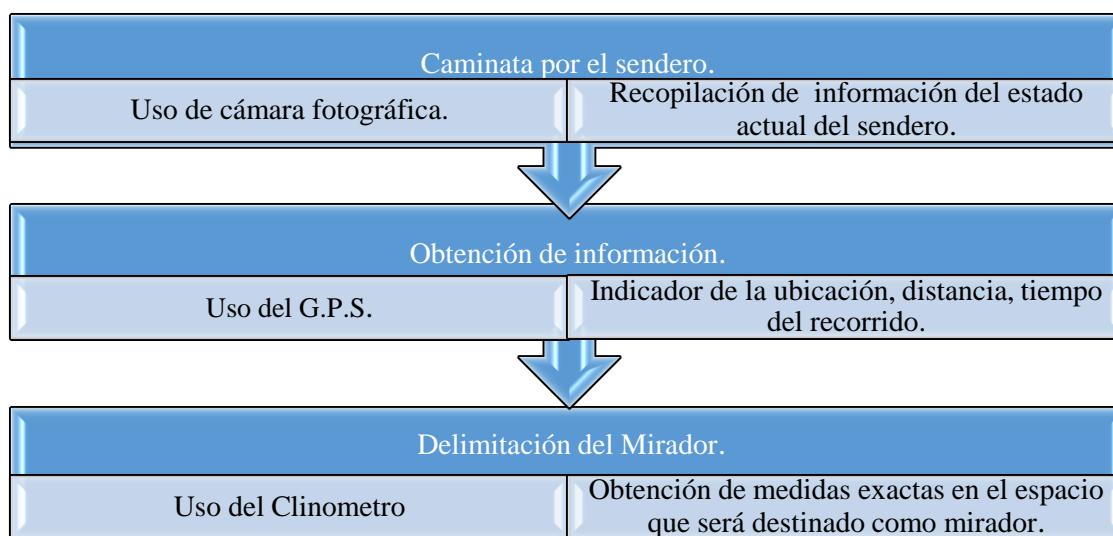 Caminata por el sendero.
Uso de cámara fotográfica.
Recopilación de información del estado
actual del sendero.
Obtención de información.
Uso del G.P.S.
Indicador de la ubicación, distancia, tiempo
del recorrido.
Delimitación del Mirador.
Uso del Clinometro
Obtención de medidas exactas en el espacio
que será destinado como mirador.